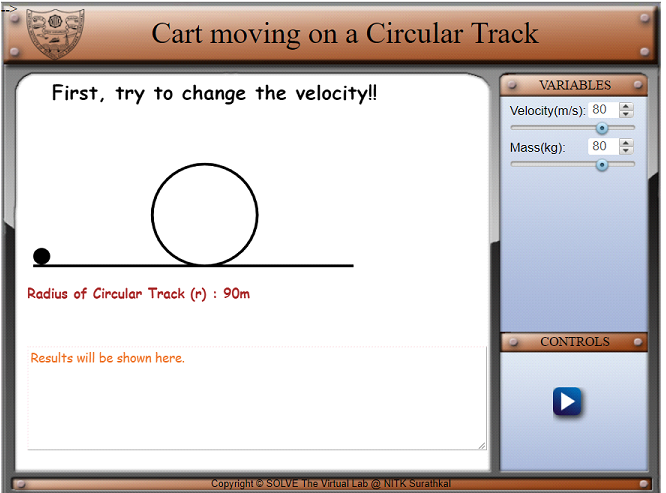 -->
Cart moving on a Circular Track
First, try to change the velocity!!
VARIABLES
Velocity(m/s): 80
Mass(kg): 80
Radius of Circular Track (r) : 90m
Results will be shown here.
CONTROLS
Copyright © SOLVE The Virtual Lab @ NITK Surathkal